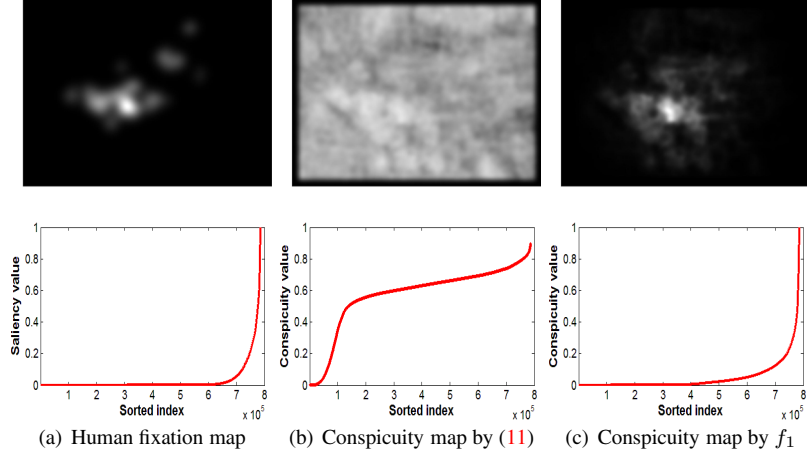 1
0.8
0.6
0.4
0.2
0
Saliency value
1 2 3 4 5 6 7 8
Sorted index
x 10^5
1
0.8
0.6
0.4
0.2
0
Conspicuity value
1 2 3 4 5 6 7 8
Sorted index
x 10^5
1
0.8
0.6
0.4
0.2
0
Conspicuity value
1 2 3 4 5 6 7 8
Sorted index
x 10^5
(a) Human fixation map
(b) Conspicuity map by (11)
(c) Conspicuity map by f₁